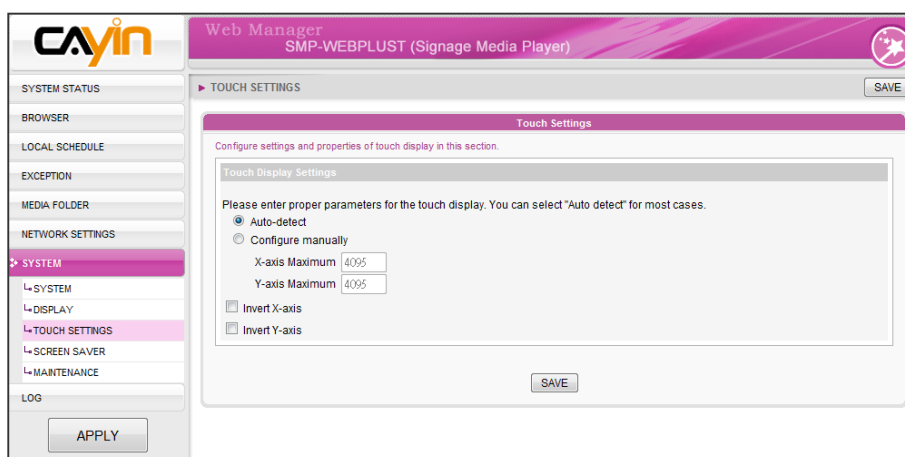 CAYIN
Web Manager
SMP-WEBPLUST (Signage Media Player)
SYSTEM STATUS
BROWSER
LOCAL SCHEDULE
EXCEPTION
MEDIA FOLDER
NETWORK SETTINGS
SYSTEM
SYSTEM
DISPLAY
TOUCH SETTINGS
SCREEN SAVER
MAINTENANCE
LOG
APPLY
TOUCH SETTINGS
SAVE
Touch Settings
Configure settings and properties of touch display in this section.
Touch Display Settings
Please enter proper parameters for the touch display. You can select "Auto detect" for most cases.
Auto-detect
Configure manually
X-axis Maximum 4095
Y-axis Maximum 4095
Invert X-axis
Invert Y-axis
SAVE